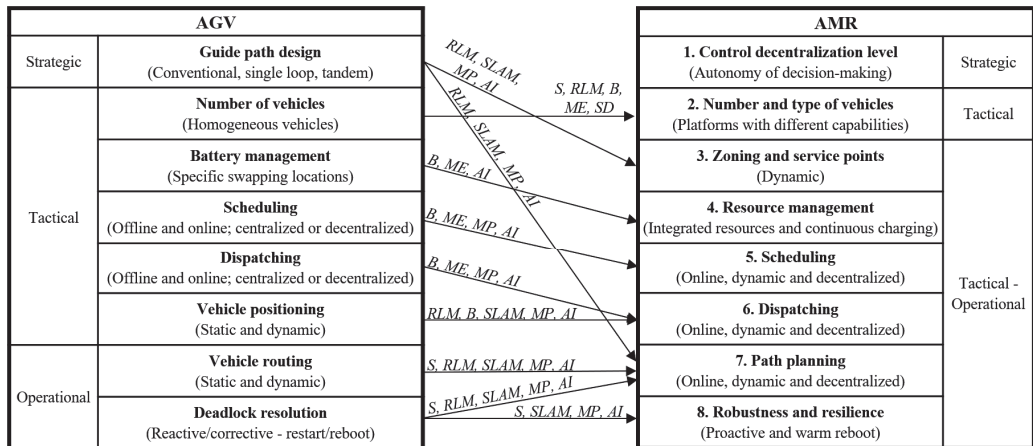 AGV
Strategic
Guide path design
(Conventional, single loop, tandem)
Tactical
Number of vehicles
(Homogeneous vehicles)
Battery management
(Specific swapping locations)
Scheduling
(Offline and online; centralized or decentralized)
Dispatching
(Offline and online; centralized or decentralized)
Vehicle positioning
(Static and dynamic)
Operational
Vehicle routing
(Static and dynamic)
Deadlock resolution
(Reactive/corrective - restart/reboot)
RLM, SLAM,
MP, AI
RLM, SLAM, MP, AI
S, RLM, B,
ME, SD
B, ME, AI
B, ME, MP, AI
B, ME, MP, AI
RLM, B, SLAM, MP, AI
S, RLM, SLAM, MP, AI
S, RLM, SLAM, MP, AI
S, SLAM, MP, AI
AMR
1. Control decentralization level
(Autonomy of decision-making)
Strategic
2. Number and type of vehicles
(Platforms with different capabilities)
Tactical
3. Zoning and service points
(Dynamic)
4. Resource management
(Integrated resources and continuous charging)
5. Scheduling
(Online, dynamic and decentralized)
6. Dispatching
(Online, dynamic and decentralized)
7. Path planning
(Online, dynamic and decentralized)
8. Robustness and resilience
(Proactive and warm reboot)
Tactical -
Operational